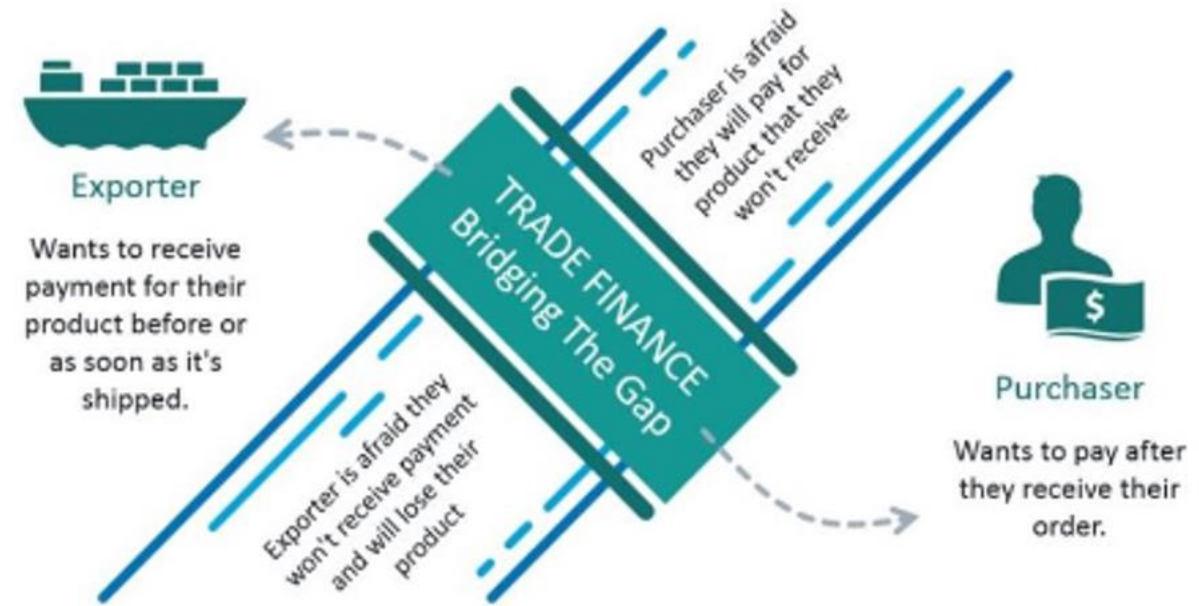 Exporter
Wants to receive
payment for their
product before or
as soon as it's
shipped.
TRADE FINANCE
Bridging The Gap
Purchaser is afraid
they will pay for
product that they
won't receive
Exporter is afraid they
won't receive payment
and will lose their
product
$
Purchaser
Wants to pay after
they receive their
order.